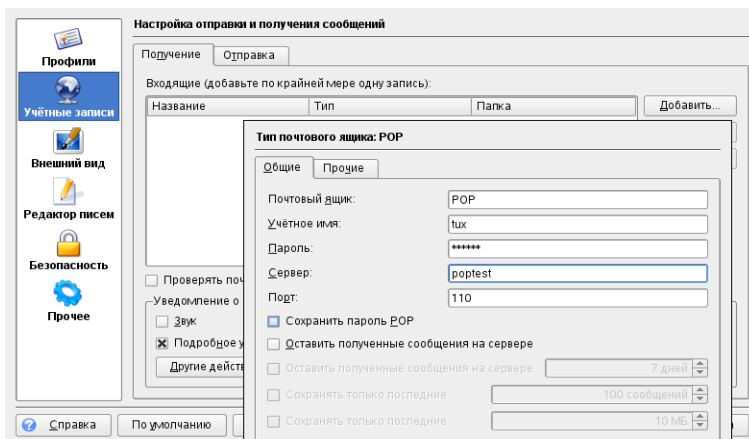 Настройка отправки и получения сообщений
Профили
Учётные записи
Внешний вид
Редактор писем
Безопасность
Прочее
Получение Отправка
Входящие (добавьте по крайней мере одну запись):
Название Тип Папка Добавить...
Тип почтового ящика: POP
Общие Прочие
Почтовый ящик: POP
Учётное имя: tux
Пароль: ******
Сервер: poptest
Порт: 110
Сохранить пароль POP
Оставить полученные сообщения на сервере
Оставить полученные сообщения на сервере 7 дней
Сохранять только последние 100 сообщений
Сохранять только последние 10 МБ
Проверять
Уведомление о
Звук
Подробное
Другие
Справка По умолчанию